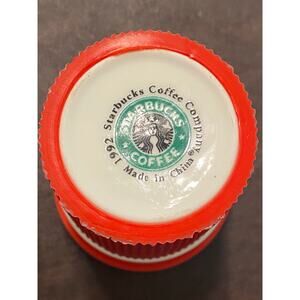 1992 Starbucks Coffee Company
Made in China
STARBUCKS
COFFEE